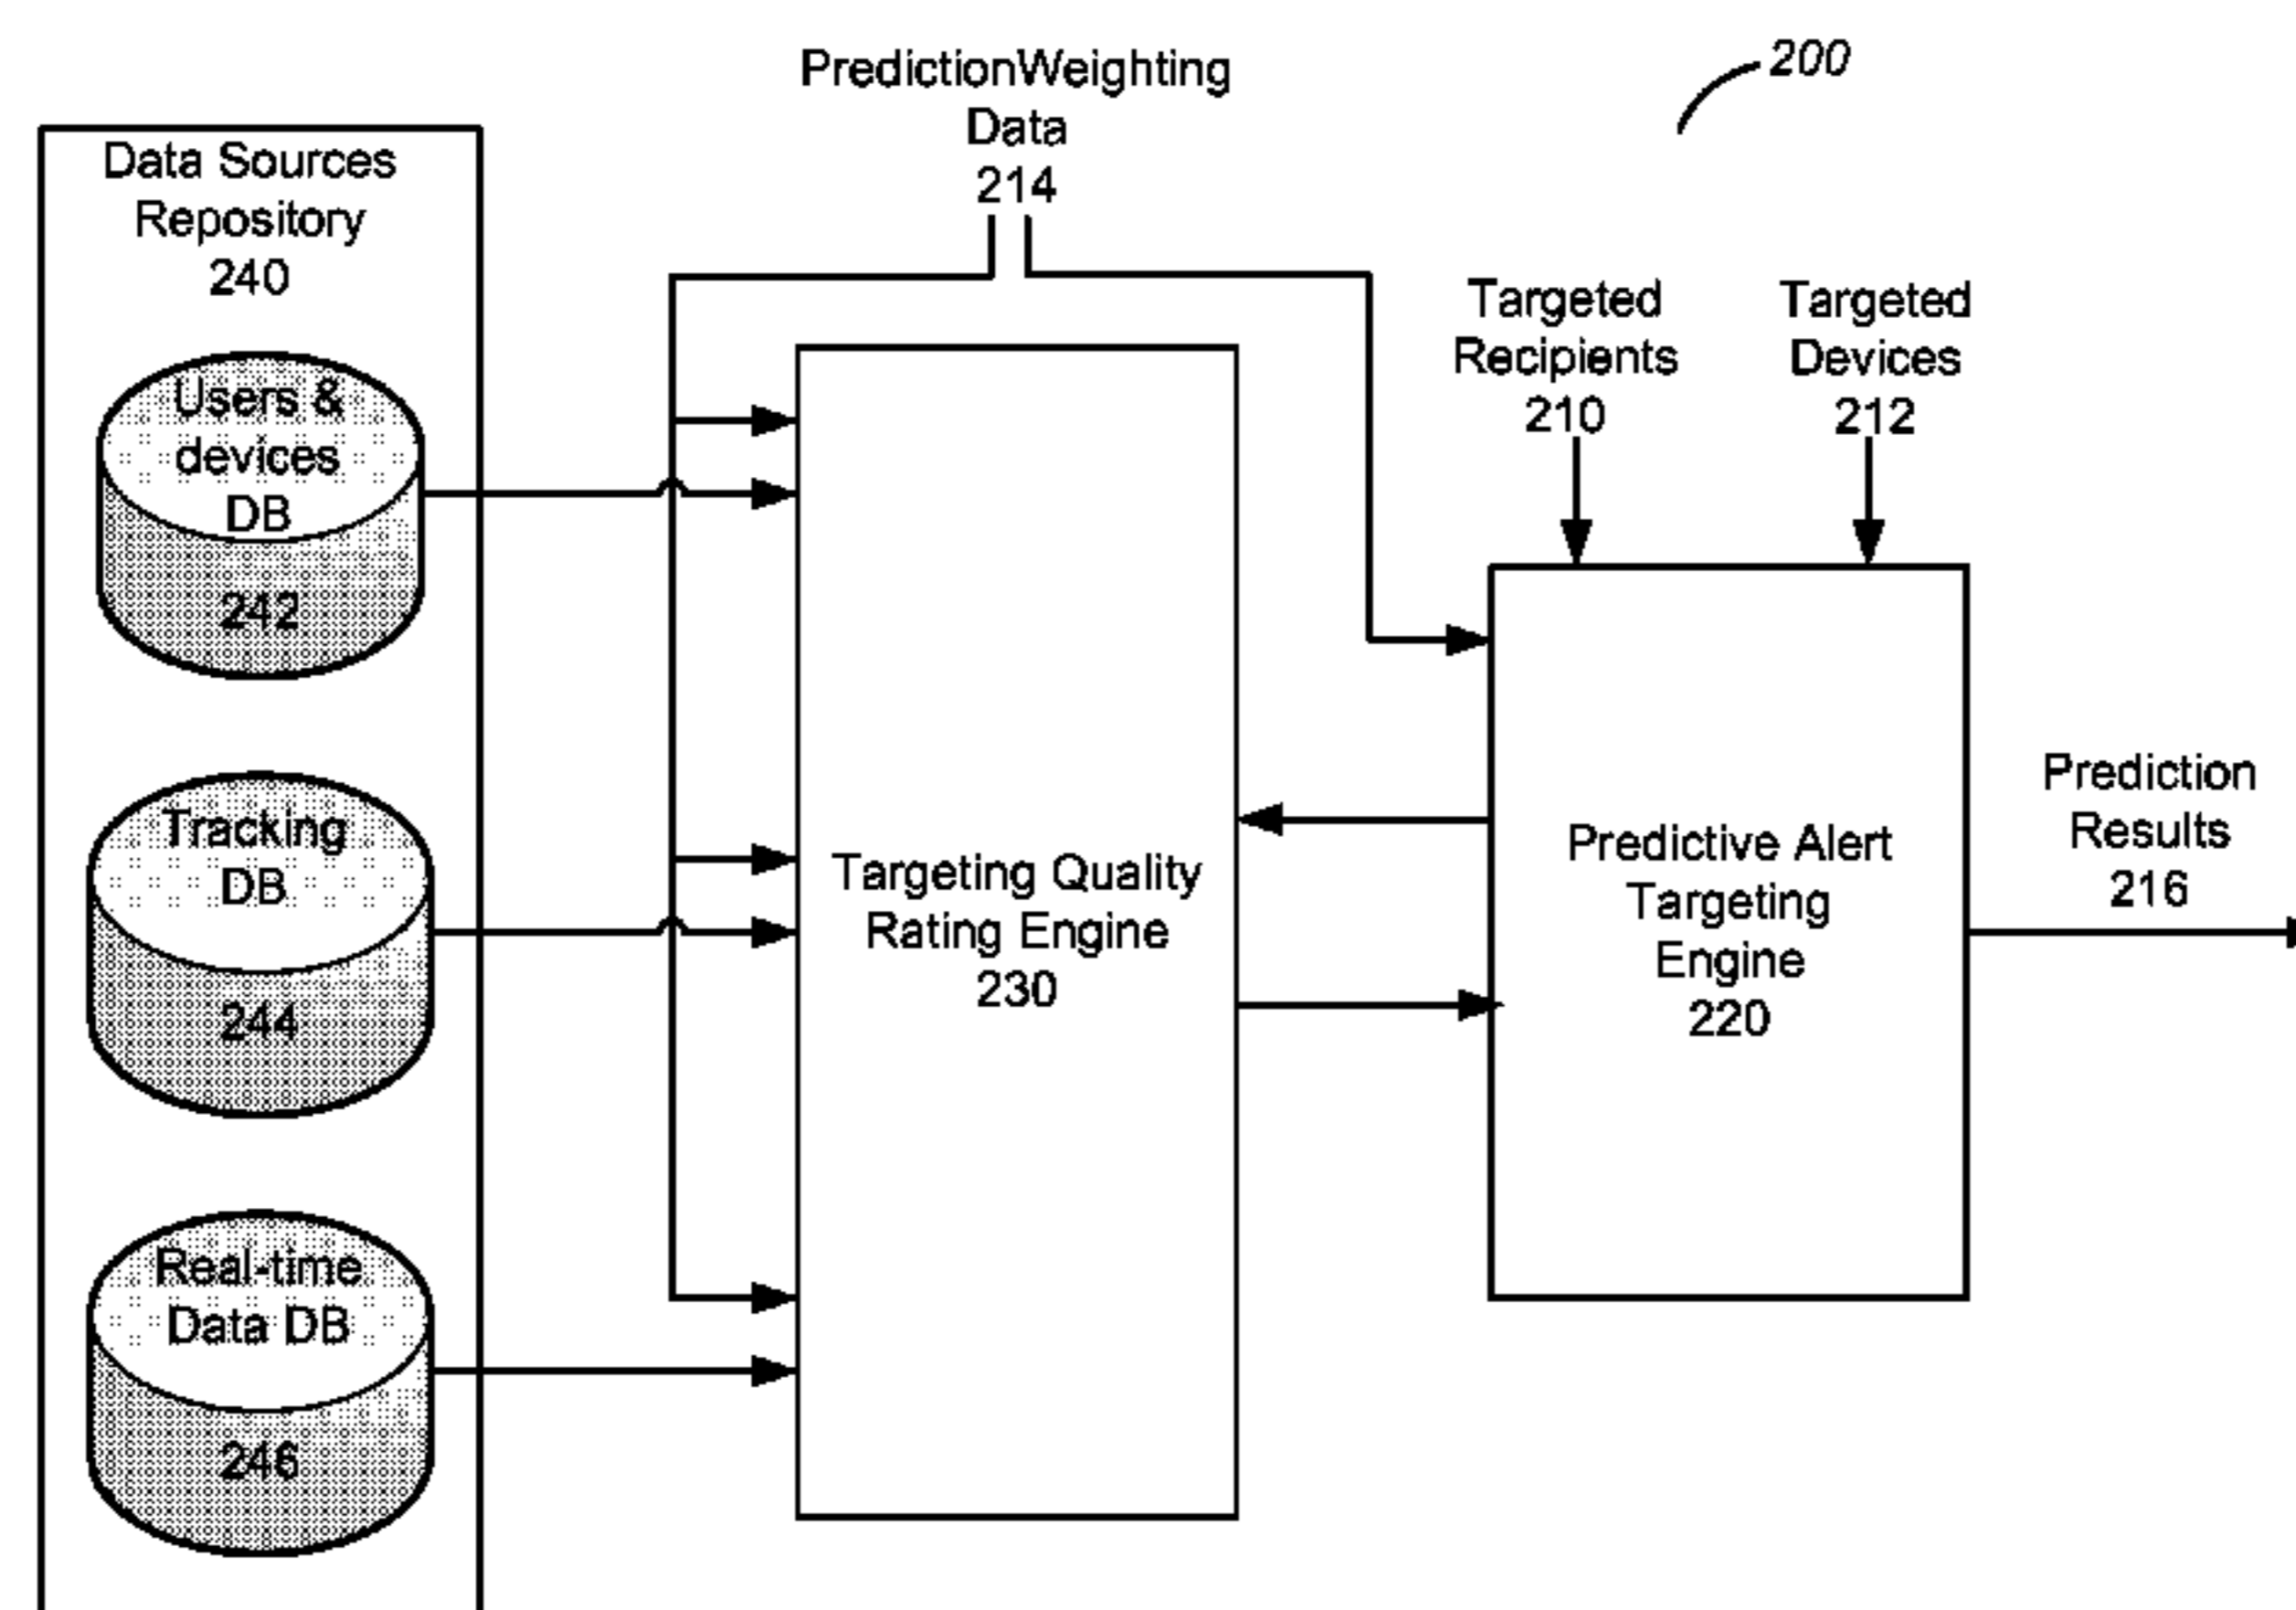 200
PredictionWeighting
Data
214
Data Sources
Repository
240
Users &
devices
DB
242
Tracking
DB
244
Real-time
Data DB
246
Targeting Quality
Rating Engine
230
Targeted
Recipients
210
Targeted
Devices
212
Predictive Alert
Targeting
Engine
220
Prediction
Results
216